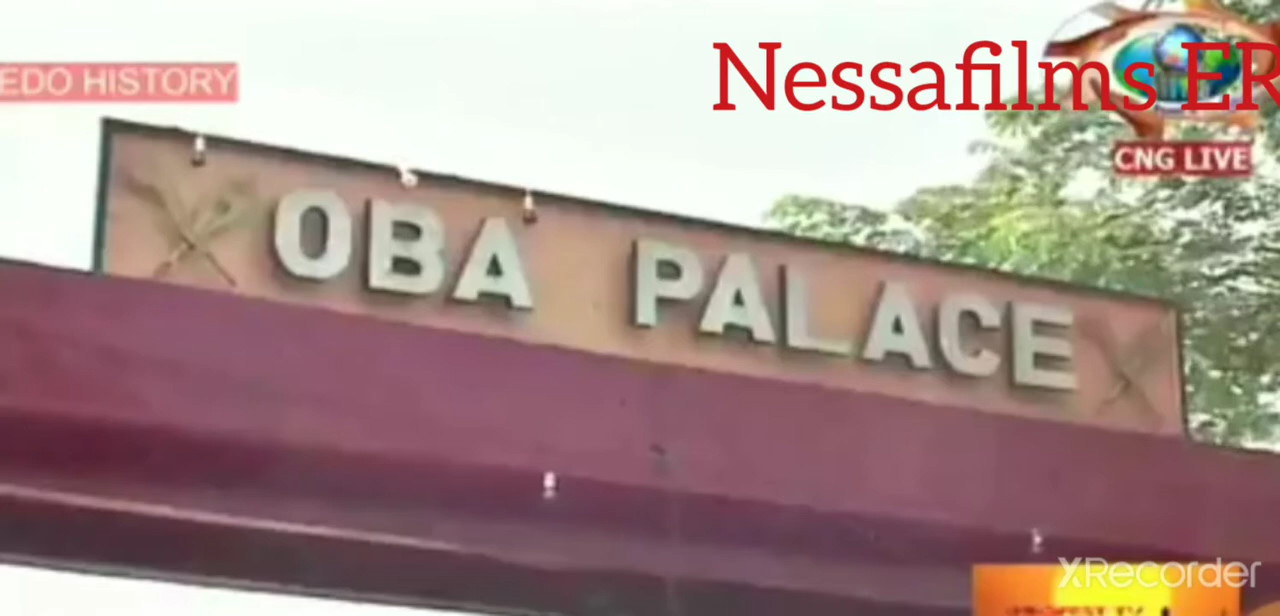 EDO HISTORY
Nessafilms ER
CNG LIVE
OBA PALACE
XRecorder